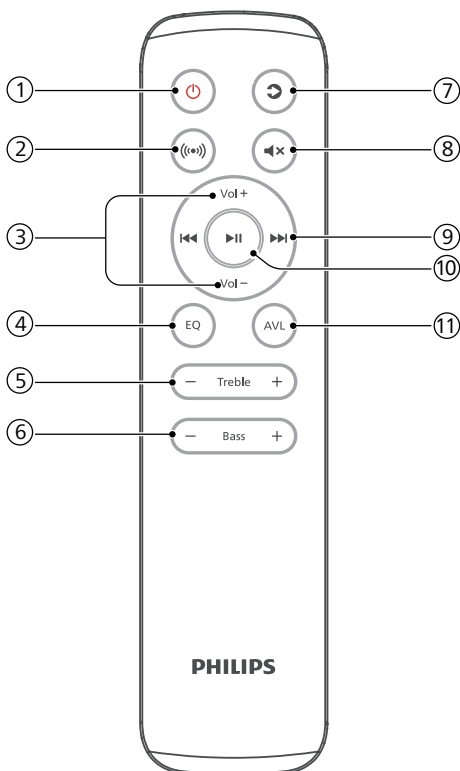 1
7
2
8
Vol +
3
9
10
Vol −
4
EQ
AVL
11
5
− Treble +
6
− Bass +
PHILIPS